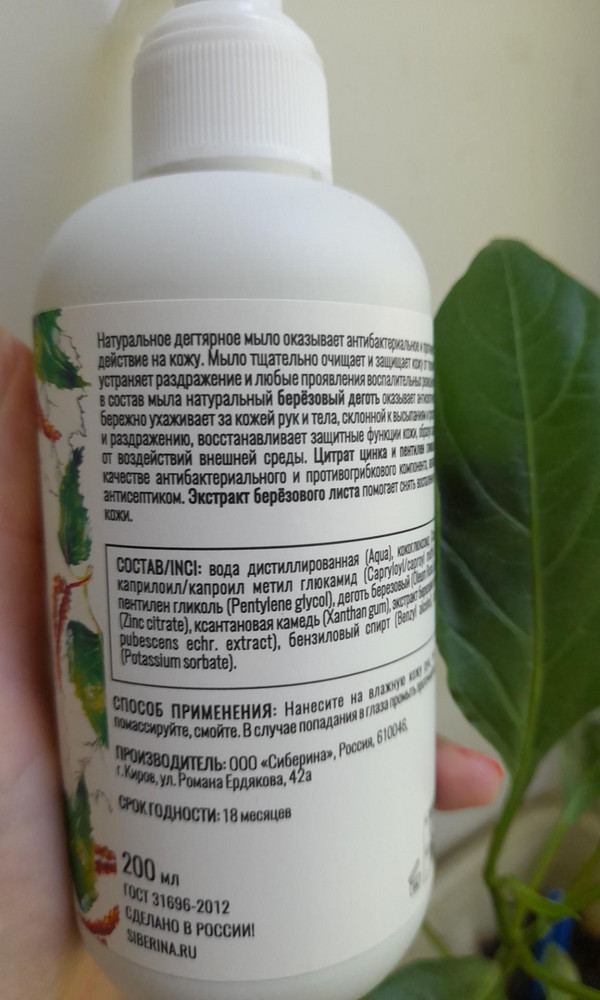 Натуральное дегтярное мыло оказывает антибактериальное и
действие на кожу. Мыло тщательно очищает и защищает кожу от
устраняет раздражение и любые проявления воспалительных
в состав мыла натуральный берёзовый деготь оказывает
бережно ухаживает за кожей рук и тела, склонной к высыпаниям и
и раздражению, восстанавливает защитные функции кожи,
от воздействий внешней среды. Цитрат цинка и пентилен
качестве антибактериального и противогрибкового компонента,
антисептиком. Экстракт берёзового листа помогает снять
кожи.
СОСТАВ/INCI: вода дистиллированная (Aqua),
каприлоил/капроил метил глюкамид (Capryloyl/caproyl
пентилен гликоль (Pentylene glycol), деготь березовый (Oleum
(Zinc citrate), ксантановая камедь (Xanthan gum), экстракт
pubescens echr. extract), бензиловый спирт (Benzyl
(Potassium sorbate).
СПОСОБ ПРИМЕНЕНИЯ: Нанесите на влажную кожу
помассируйте, смойте. В случае попадания в глаза промыть
ПРОИЗВОДИТЕЛЬ: ООО «Сиберина», Россия, 610046,
г.Киров, ул. Романа Ердякова, 42а
СРОК ГОДНОСТИ: 18 месяцев
200 мл
ГОСТ 31696-2012
СДЕЛАНО В РОССИИ!
SIBERINA.RU